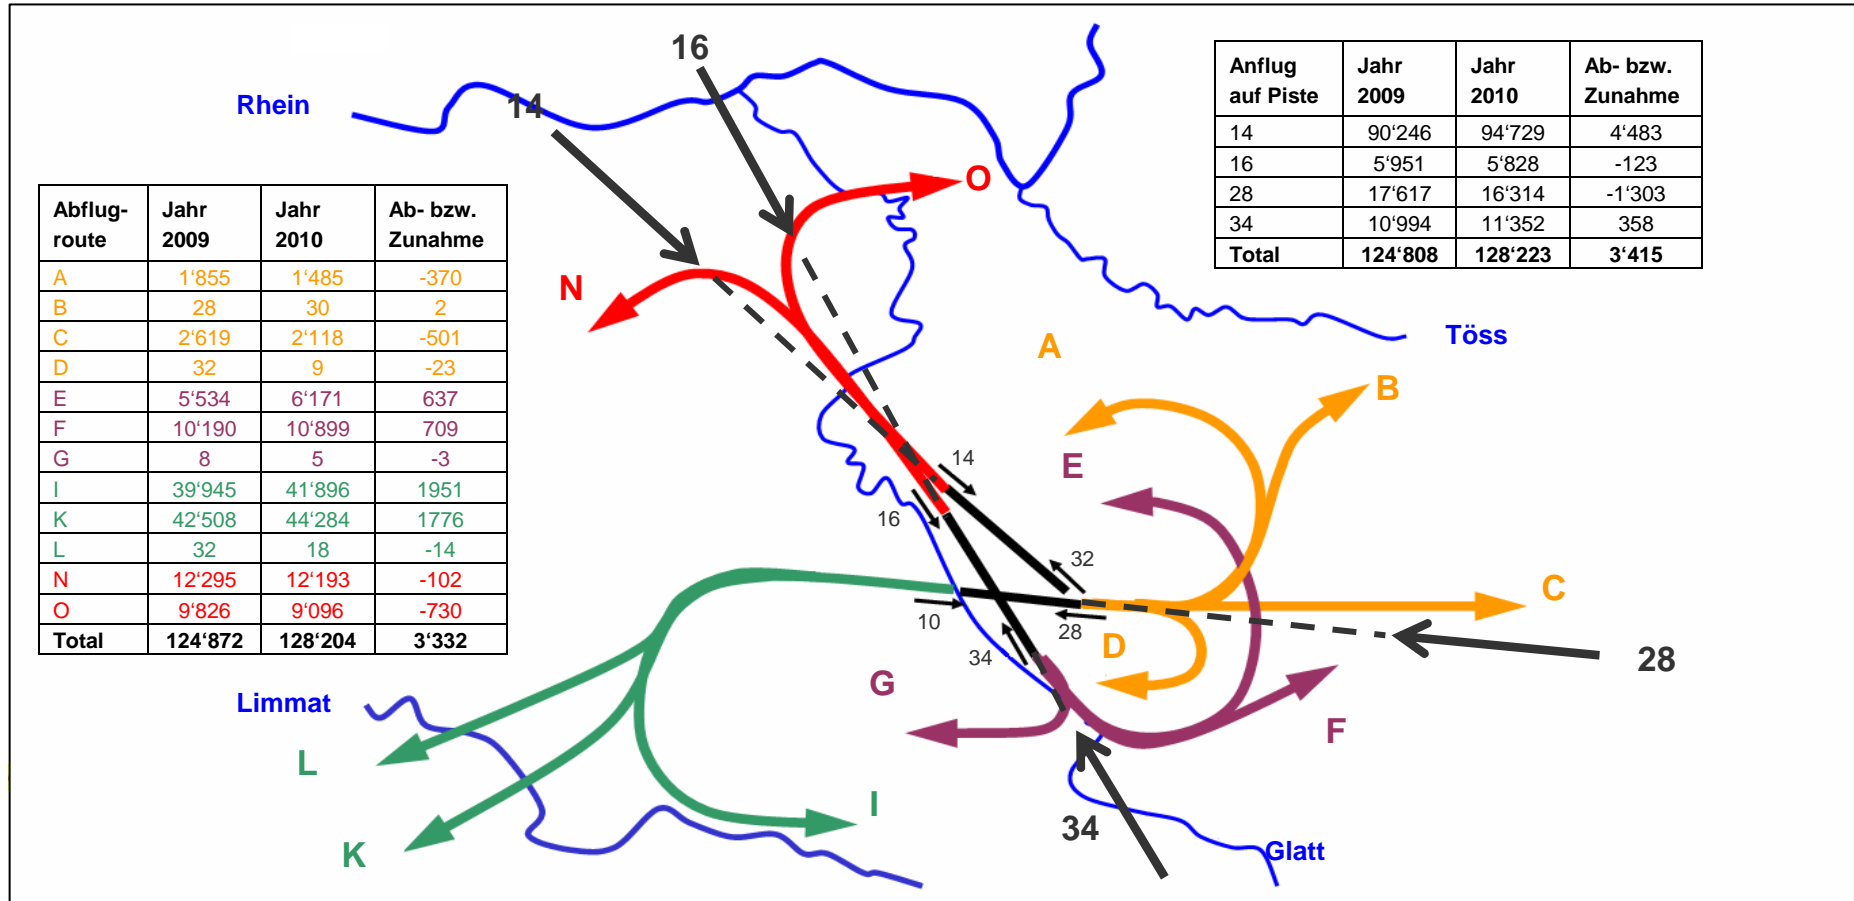 16
14
Rhein
Anflug auf Piste | Jahr 2009 | Jahr 2010 | Ab- bzw. Zunahme
14 | 90‘246 | 94‘729 | 4‘483
16 | 5‘951 | 5‘828 | -123
28 | 17‘617 | 16‘314 | -1‘303
34 | 10‘994 | 11‘352 | 358
Total | 124‘808 | 128‘223 | 3‘415
Abflug-route | Jahr 2009 | Jahr 2010 | Ab- bzw. Zunahme
A | 1‘855 | 1‘485 | -370
B | 28 | 30 | 2
C | 2‘619 | 2‘118 | -501
D | 32 | 9 | -23
E | 5‘534 | 6‘171 | 637
F | 10‘190 | 10‘899 | 709
G | 8 | 5 | -3
I | 39‘945 | 41‘896 | 1951
K | 42‘508 | 44‘284 | 1776
L | 32 | 18 | -14
N | 12‘295 | 12‘193 | -102
O | 9‘826 | 9‘096 | -730
Total | 124‘872 | 128‘204 | 3‘332
O
N
Töss
A
B
E
14
16
32
C
10
28
D
34
28
G
F
Limmat
L
I
K
34
Glatt